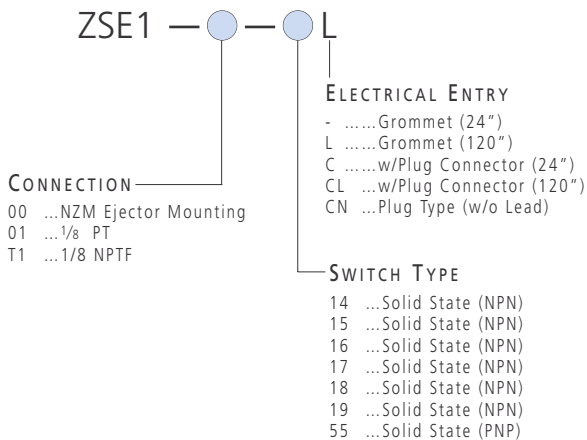 ZSE1 — — L
ELECTRICAL ENTRY
- ......Grommet (24")
L ......Grommet (120")
C ......w/Plug Connector (24")
CL ...w/Plug Connector (120")
CN ...Plug Type (w/o Lead)
CONNECTION
00 ...NZM Ejector Mounting
01 ...1/8 PT
T1 ...1/8 NPTF
SWITCH TYPE
14 ...Solid State (NPN)
15 ...Solid State (NPN)
16 ...Solid State (NPN)
17 ...Solid State (NPN)
18 ...Solid State (NPN)
19 ...Solid State (NPN)
55 ...Solid State (PNP)